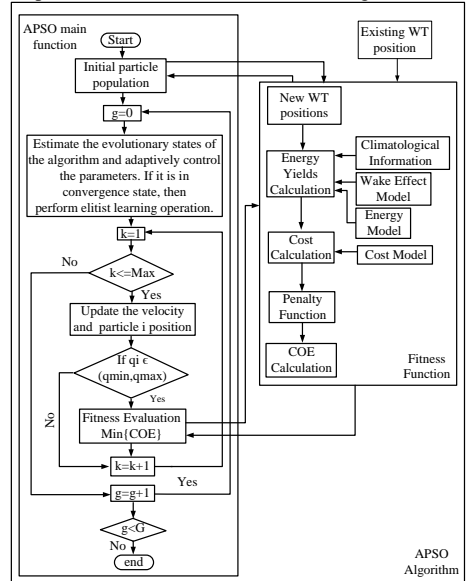 APSO main
function
Start
Initial particle
population
g=0
Estimate the evolutionary states of
the algorithm and adaptively control
the parameters. If it is in
convergence state, then
perform elitist learning operation.
k=1
No
k<=Max
Yes
Update the velocity
and particle i position
If qi ϵ
(qmin,qmax)
Yes
No
Fitness Evaluation
Min{COE}
k=k+1
Yes
g=g+1
g<G
No
end
Existing WT
position
New WT
positions
Energy
Yields
Calculation
Climatological
Information
Wake Effect
Model
Energy
Model
Cost
Calculation
Cost Model
Penalty
Function
COE
Calculation
Fitness
Function
APSO
Algorithm